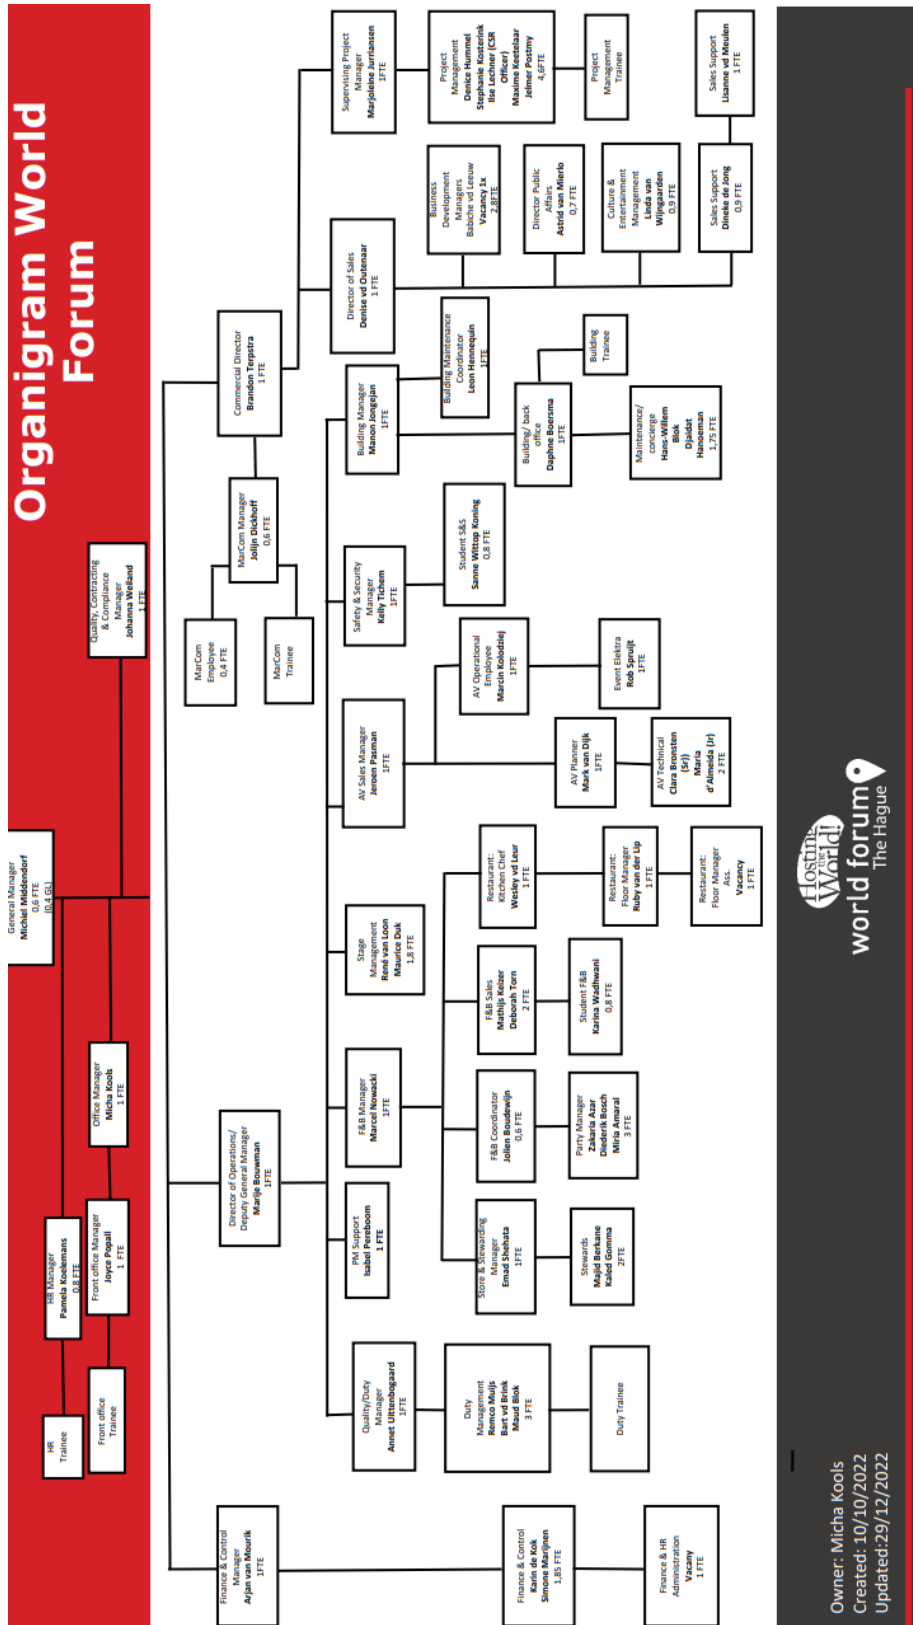 Organigram World
Forum
General Manager
Michiel Middendorf
0,6 FTE
(0,4 GL)
Quality, Contracting
& Compliance
Manager
Johanna Weiland
1 FTE
HR Manager
Pamela Koelemans
0,8 FTE
HR
Trainee
Office Manager
Micha Kools
1 FTE
Front office Manager
Joyce Popali
1 FTE
Front office
Trainee
Finance & Control
Manager
Arjan van Mourik
1FTE
Finance & Control
Karin de Kok
Simone Marijnen
1,85 FTE
Finance & HR
Administration
Vacany
1 FTE
Director of Operations/
Deputy General Manager
Marije Bouwman
1FTE
Quality/Duty
Manager
Annet Uittenbogaard
1FTE
Duty
Management
Remco Muijs
Bart vd Brink
Maud Blok
3 FTE
Duty Trainee
PM Support
Isabel Pereboom
1 FTE
F&B Manager
Marcel Nowacki
1FTE
Store & Stewarding
Manager
Emad Shehata
1FTE
Stewards
Majid Berkane
Kaled Gomma
2FTE
F&B Coordinator
Jolien Boudewijn
0,6 FTE
Party Manager
Zakaria Azar
Diederik Bosch
Miria Amaral
3 FTE
F&B Sales
Mathijs Keizer
Deborah Torn
2 FTE
Student F&B
Karina Wadhwani
0,8 FTE
Restaurant:
Kitchen Chef
Wesley vd Leur
1 FTE
Restaurant:
Floor Manager
Ruby van der Lip
1 FTE
Restaurant:
Floor Manager
Ass.
Vacancy
1 FTE
Stage
Management
René van Loon
Maurice Duk
1,8 FTE
AV Sales Manager
Jeroen Pasman
1FTE
AV Planner
Mark van Dijk
1FTE
AV Technical
Clara Bronsten
(Sr))
Maria
d'Almeida (Jr)
2 FTE
AV Operational
Employee
Marcin Kolodziej
1FTE
Event Elektra
Rob Spruijt
1FTE
Safety & Security
Manager
Kelly Tichem
1FTE
Student S&S
Sanne Wittop Koning
0,8 FTE
Building Manager
Manon Jongejan
1FTE
Building Maintenance
Coordinator
Leon Hennequin
1FTE
Building/ back
office
Daphne Boersma
1FTE
Building
Trainee
Maintenance/
concierge
Hans-Willem
Blok
Djaidat
Hanoeman
1,75 FTE
Commercial Director
Brandon Terpstra
1 FTE
MarCom Manager
Jolijn Dickhoff
0,6 FTE
MarCom
Employee
0,4 FTE
MarCom
Trainee
Director of Sales
Denise vd Outenaar
1 FTE
Business
Development
Managers
Babiche vd Leeuw
Vacancy 1x
2,8FTE
Director Public
Affairs
Astrid van Mierlo
0,7 FTE
Culture &
Entertainment
Management
Linda van
Wijngaarden
0,9 FTE
Sales Support
Dineke de Jong
0,9 FTE
Sales Support
Lisanne vd Meulen
1 FTE
Supervising Project
Manager
Marjoleine Jurriansen
1FTE
Project
Management
Denice Hummel
Stephanie Kosterink
Ilse Lechner (CSR
Officer)
Maxime Keetelaar
Jelmer Postmy
4,6FTE
Project
Management
Trainee
Owner: Micha Kools
Created: 10/10/2022
Updated:29/12/2022
Hosting
the
World!
world forum
The Hague